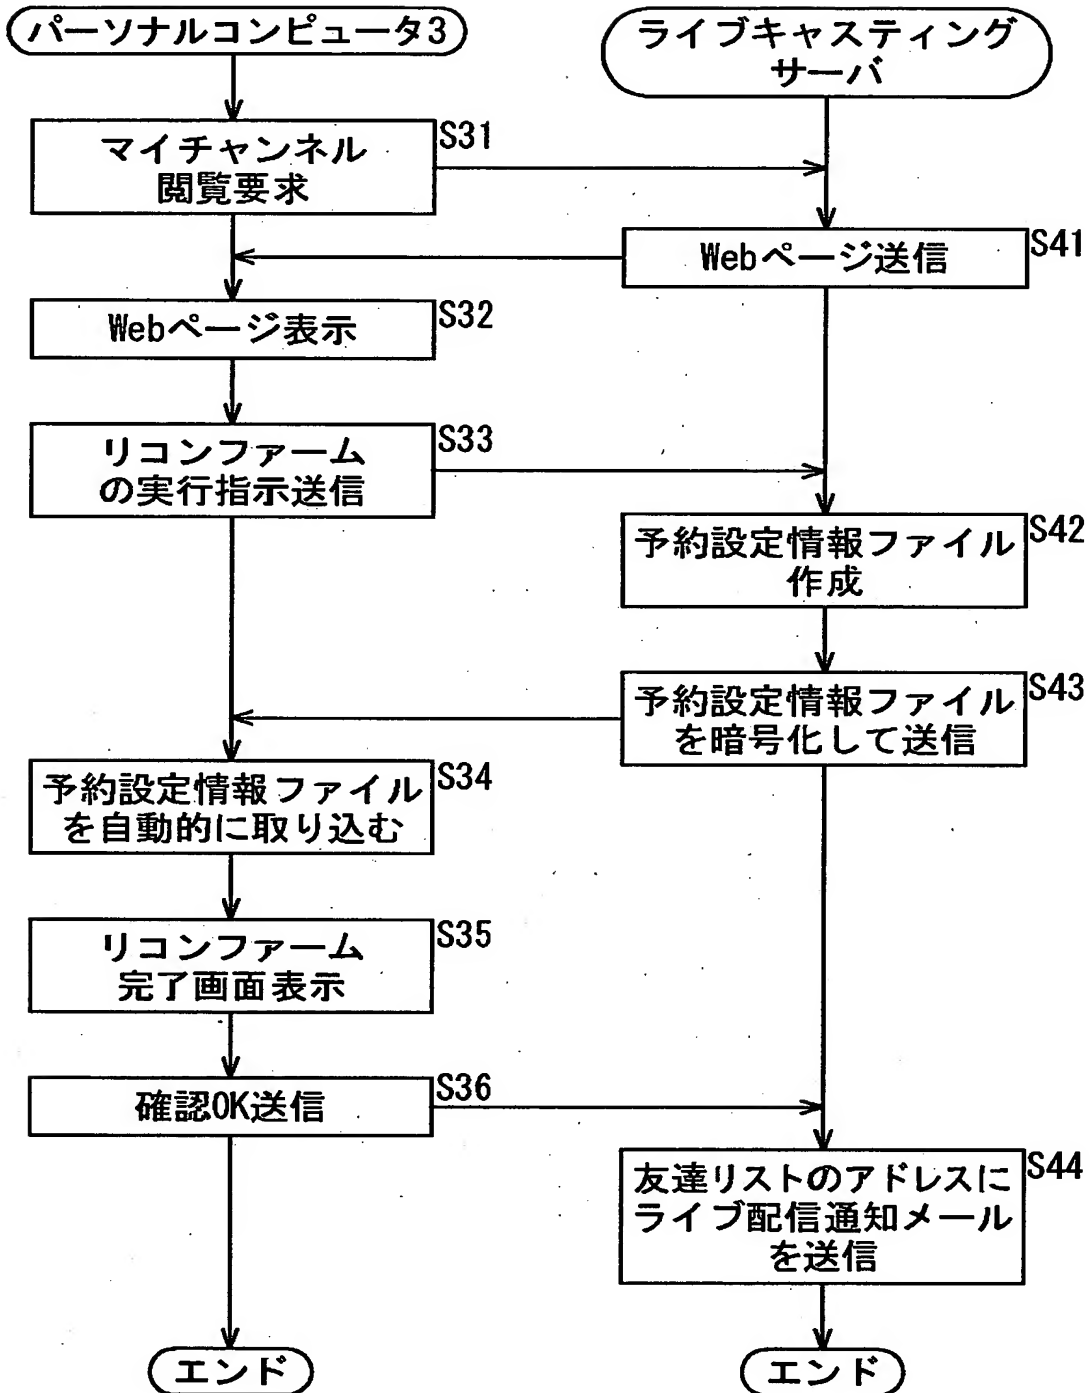 パーソナルコンピュータ3
ライブキャスティング
サーバ
マイチャンネル
閲覧要求
S31
Webページ送信
S41
Webページ表示
S32
リコンファーム
の実行指示送信
S33
予約設定情報ファイル
作成
S42
予約設定情報ファイル
を暗号化して送信
S43
予約設定情報ファイル
を自動的に取り込む
S34
リコンファーム
完了画面表示
S35
確認OK送信
S36
友達リストのアドレスに
ライブ配信通知メール
を送信
S44
エンド
エンド